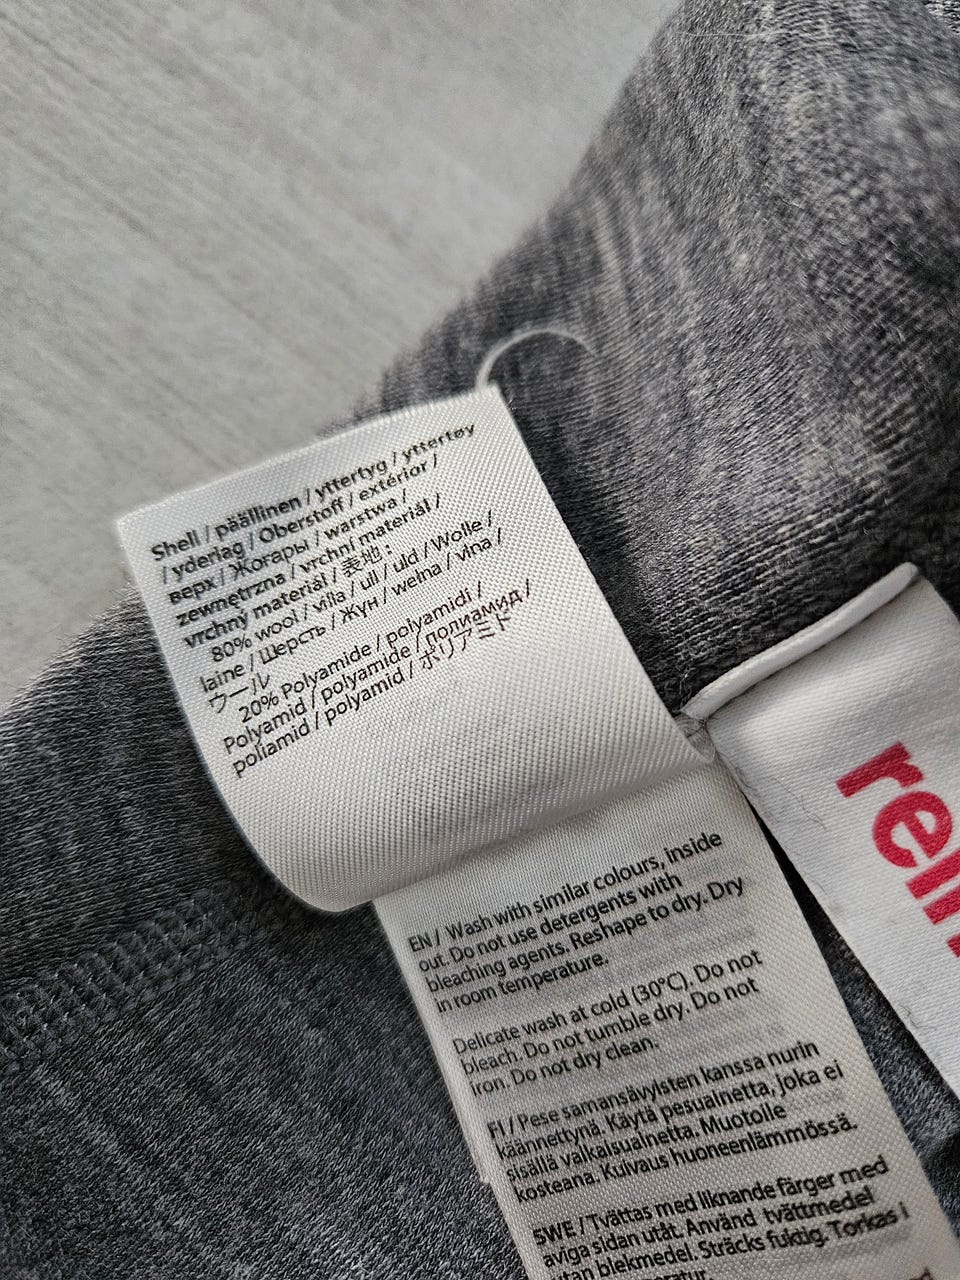 Shell / päällinen / yttertyg / yttertøy
/ yderlag / Oberstoff / extérior /
верх / Жогары / warstwa /
zewnętrzna / vrchní materiál /
vrchný materiál / 表地 :
80% wool / villa / ull / uld / Wolle /
laine / Шерсть / Жүн / wełna / vlna /
ウール
20% Polyamide / polyamidi /
Polyamid / polyamide / полиамид /
poliamid / polyamid / ポリアミド
EN / Wash with similar colours, inside
out. Do not use detergents with
bleaching agents. Reshape to dry. Dry
in room temperature.
Delicate wash at cold (30°C). Do not
bleach. Do not tumble dry. Do not
iron. Do not dry clean.
FI / Pese samansävyisten kanssa nurin
käännettynä. Käytä pesuainetta, joka ei
sisällä valkaisuainetta. Muotoile
kosteana. Kuivaus huoneenlämmössä.
SWE / Tvättas med liknande färger med
aviga sidan utåt. Använd tvättmedel
utan blekmedel. Sträcks fuktig. Torkas i
rei